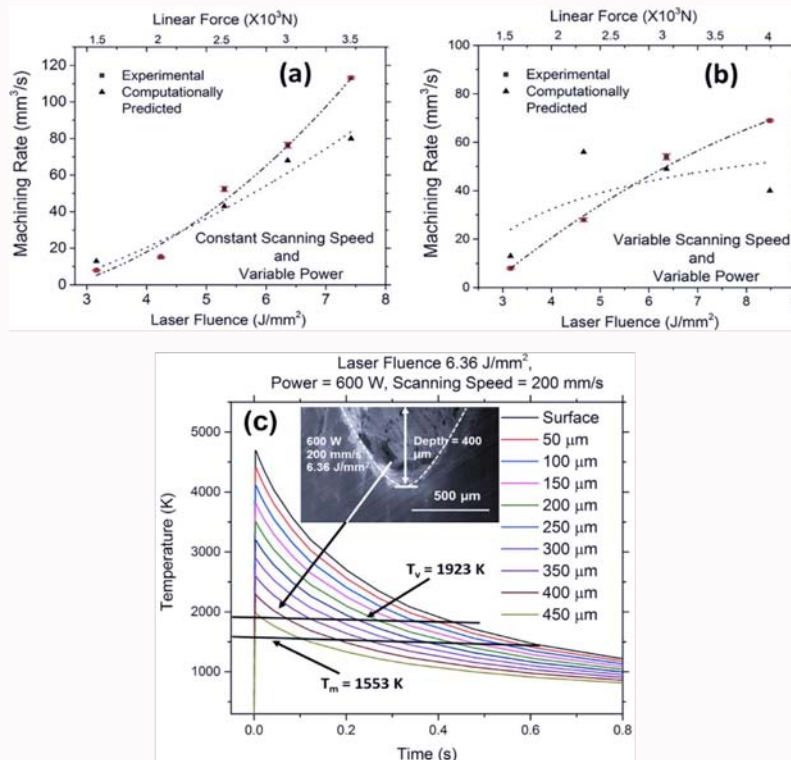 Linear Force (X10³N)
1.5 2 2.5 3 3.5
120
100
80
60
40
20
0
Machining Rate (mm³/s)
(a)
Experimental
Computationally
Predicted
Constant Scanning Speed
and
Variable Power
3 4 5 6 7 8
Laser Fluence (J/mm²)
Linear Force (X10³N)
1.5 2 3 4
100
80
60
40
20
0
Machining Rate (mm³/s)
(b)
Experimental
Computationally
Predicted
Variable Scanning Speed
and
Variable Power
3 4 5 6 7 8
Laser Fluence (J/mm²)
Laser Fluence 6.36 J/mm²,
Power = 600 W, Scanning Speed = 200 mm/s
(c)
5000
4000
3000
2000
1000
Temperature (K)
600 W
200 mm/s
6.36 J/mm²
Depth = 400
μm
500 μm
Surface
50 μm
100 μm
150 μm
200 μm
250 μm
300 μm
350 μm
400 μm
450 μm
Tᵥ = 1923 K
Tₘ = 1553 K
0.0 0.2 0.4 0.6 0.8
Time (s)